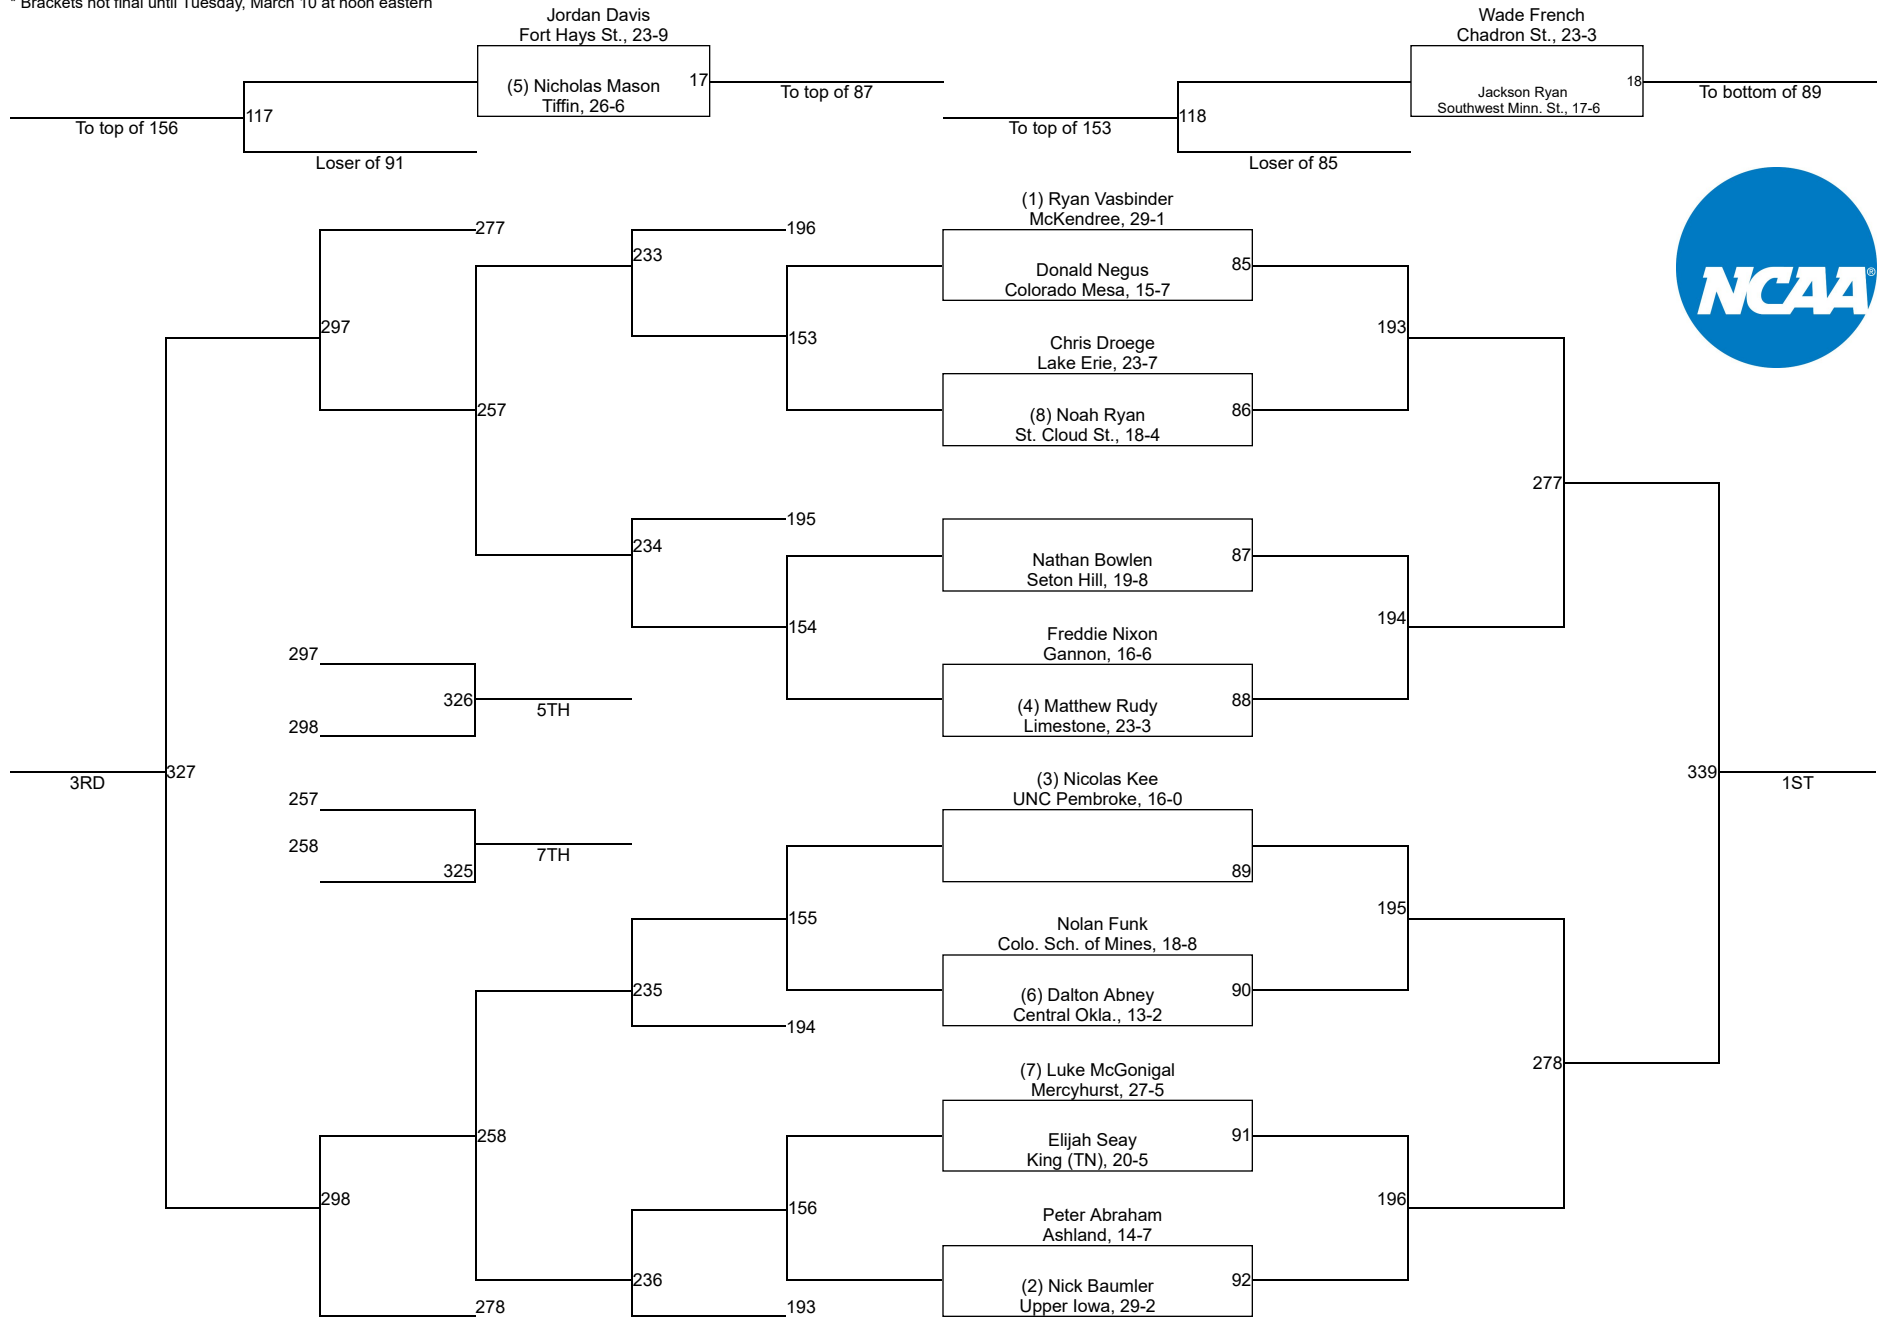 * Brackets not final until Tuesday, March 10 at noon eastern
Jordan Davis
Fort Hays St., 23-9
(5) Nicholas Mason
Tiffin, 26-6
17
To top of 87
117
To top of 156
Loser of 91
Wade French
Chadron St., 23-3
Jackson Ryan
Southwest Minn. St., 17-6
18
To bottom of 89
118
To top of 153
Loser of 85
NCAA®
(1) Ryan Vasbinder
McKendree, 29-1
Donald Negus
Colorado Mesa, 15-7
85
Chris Droege
Lake Erie, 23-7
(8) Noah Ryan
St. Cloud St., 18-4
86
Nathan Bowlen
Seton Hill, 19-8
87
Freddie Nixon
Gannon, 16-6
(4) Matthew Rudy
Limestone, 23-3
88
(3) Nicolas Kee
UNC Pembroke, 16-0
89
Nolan Funk
Colo. Sch. of Mines, 18-8
(6) Dalton Abney
Central Okla., 13-2
90
(7) Luke McGonigal
Mercyhurst, 27-5
Elijah Seay
King (TN), 20-5
91
Peter Abraham
Ashland, 14-7
(2) Nick Baumler
Upper Iowa, 29-2
92
193
194
195
196
277
278
339
1ST
196
153
195
154
155
194
156
193
233
234
235
236
277
257
258
278
297
298
297
298
326
5TH
257
258
325
7TH
327
3RD